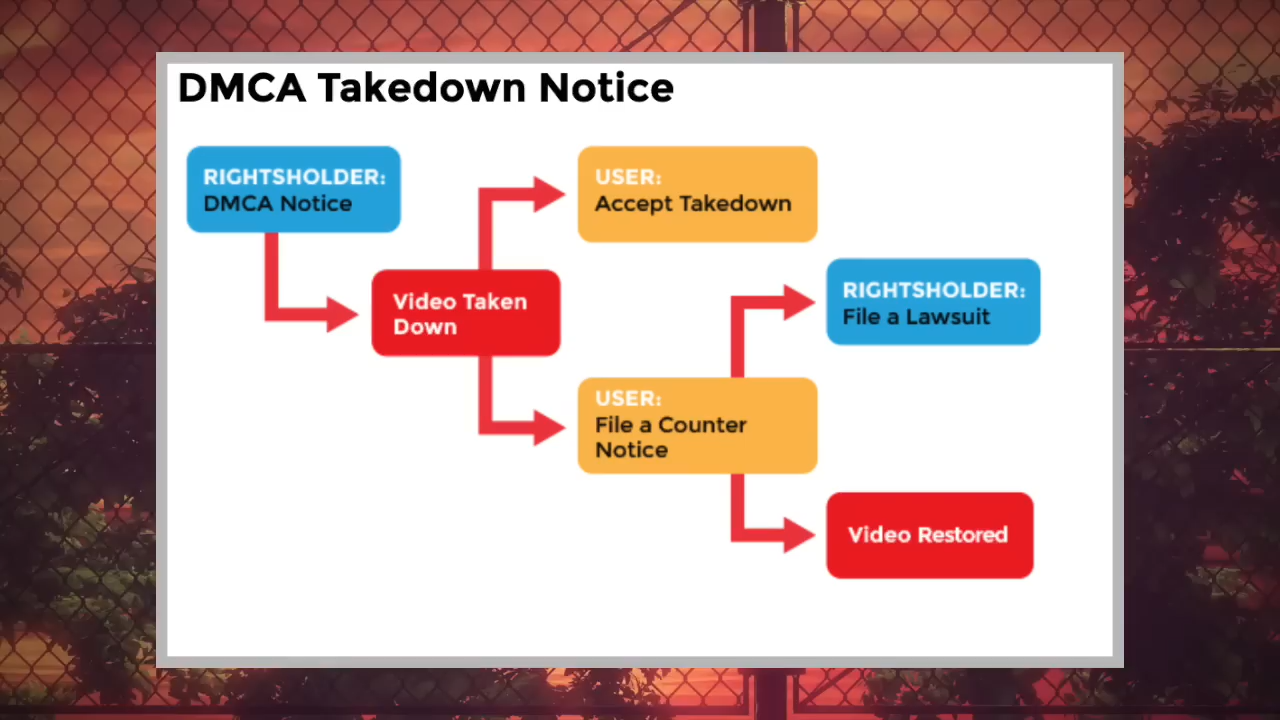 DMCA Takedown Notice
RIGHTSHOLDER:
DMCA Notice
USER:
Accept Takedown
Video Taken
Down
RIGHTSHOLDER:
File a Lawsuit
USER:
File a Counter
Notice
Video Restored